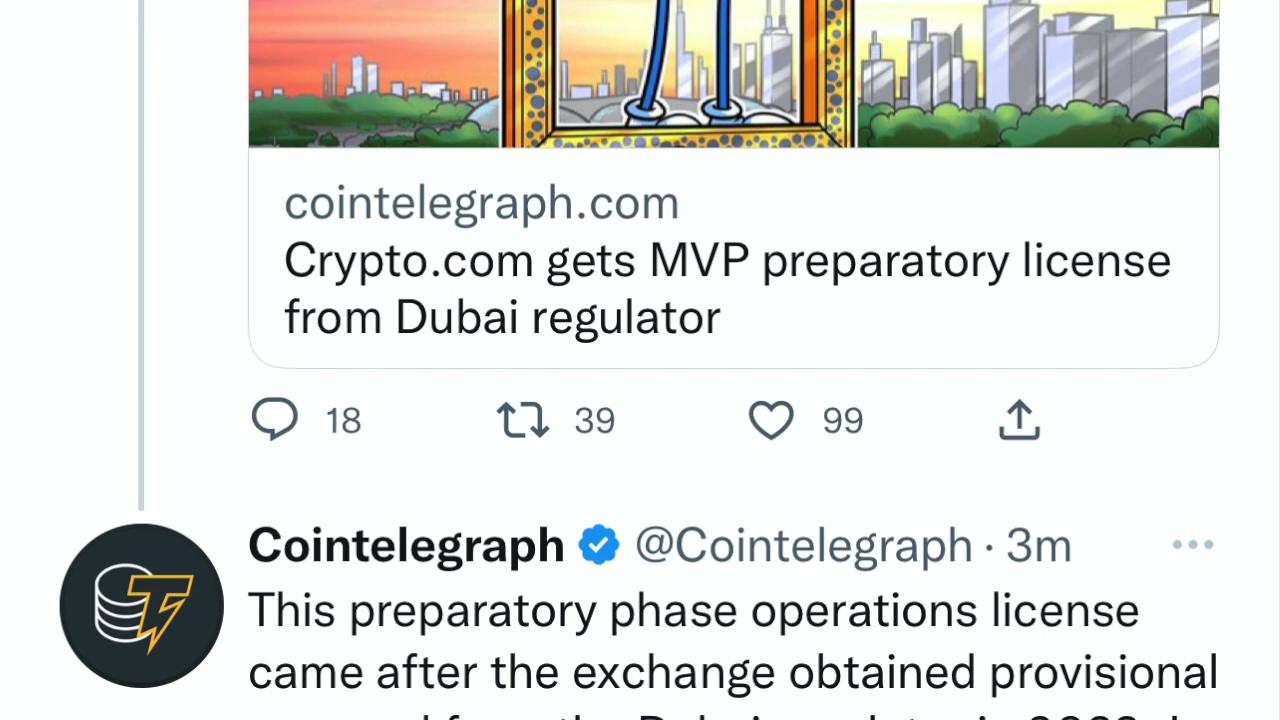 cointelegraph.com
Crypto.com gets MVP preparatory license
from Dubai regulator
18 39 99
Cointelegraph @Cointelegraph · 3m
This preparatory phase operations license
came after the exchange obtained provisional